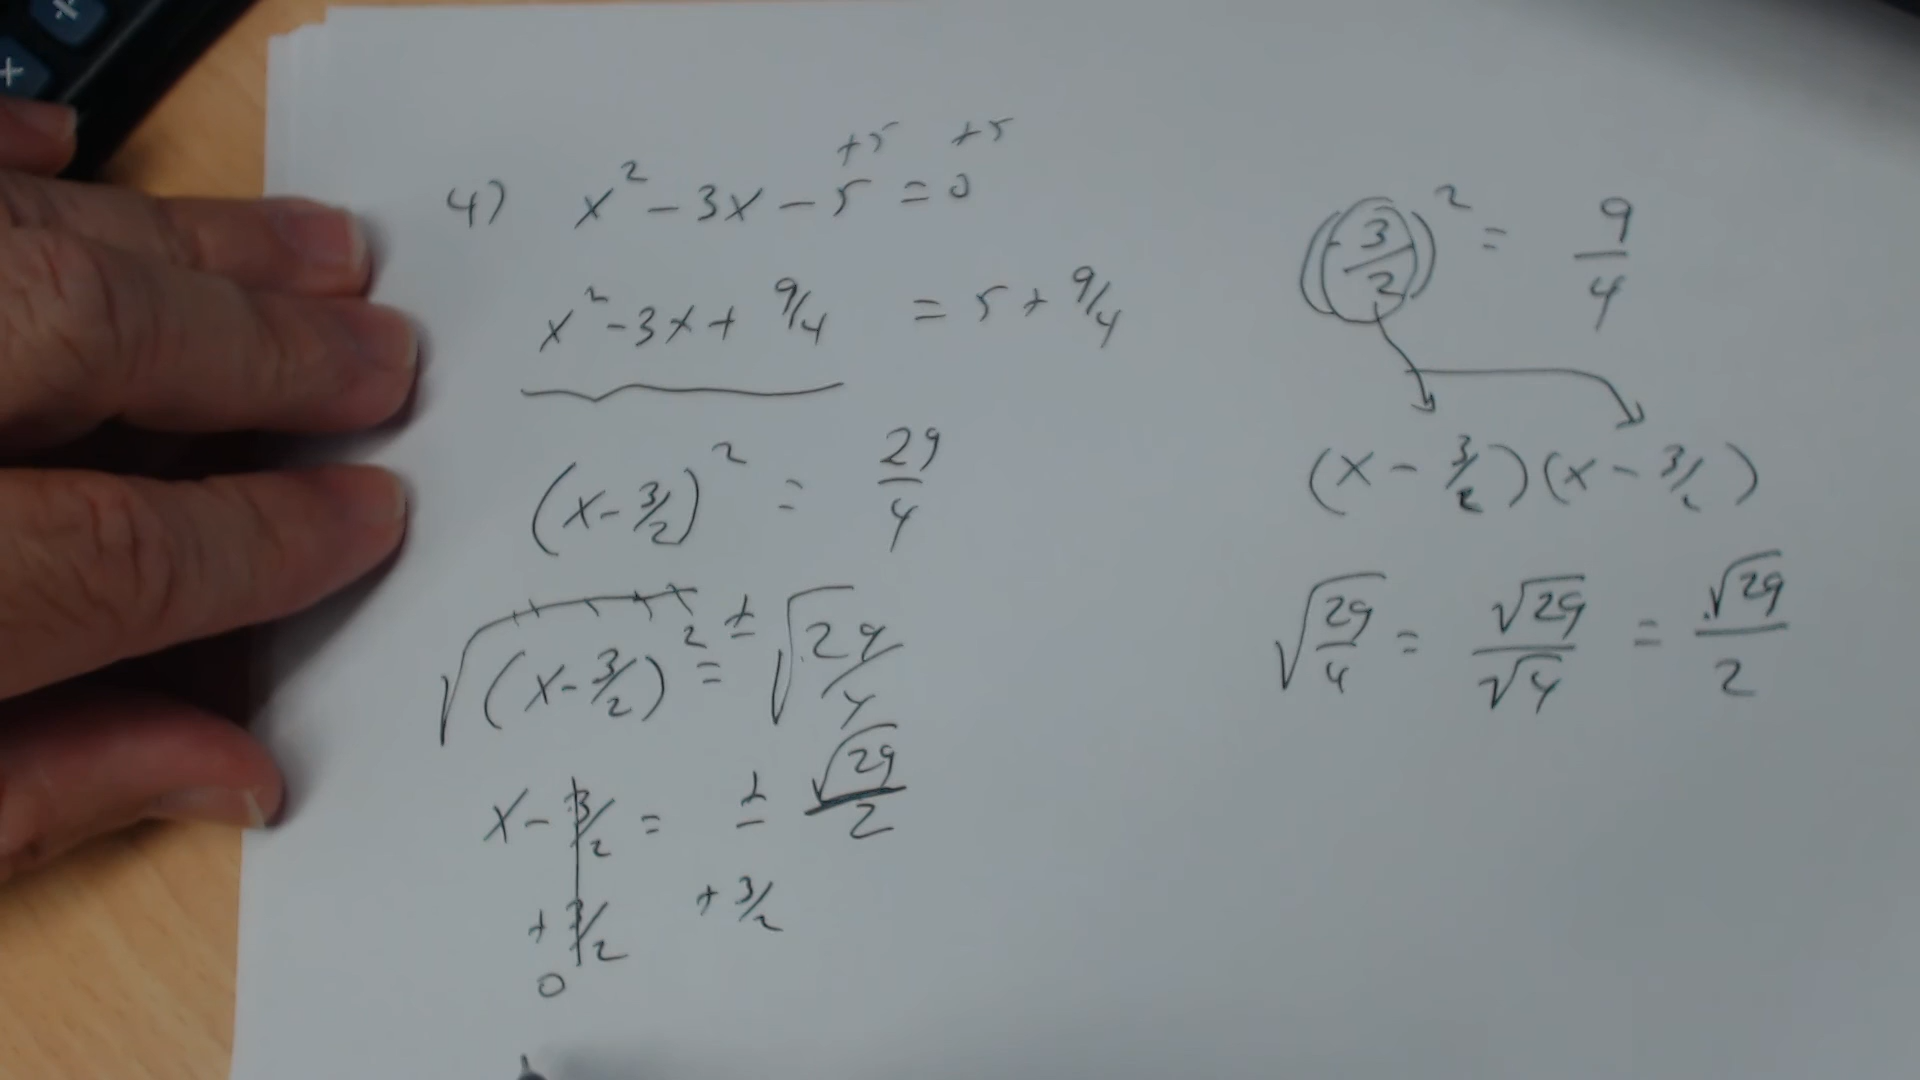 +5 +5
4) x² - 3x - 5 = 0
x² - 3x + 9/4 = 5 + 9/4
(x - 3/2)² = 29/4
√(x - 3/2)² = ± √29/4
x - 3/2 = ± √29/2
+ 3/2 + 3/2
0
((-3/2))² = 9/4
(x - 3/2)(x - 3/2)
√29/4 = √29/√4 = √29/2
× +